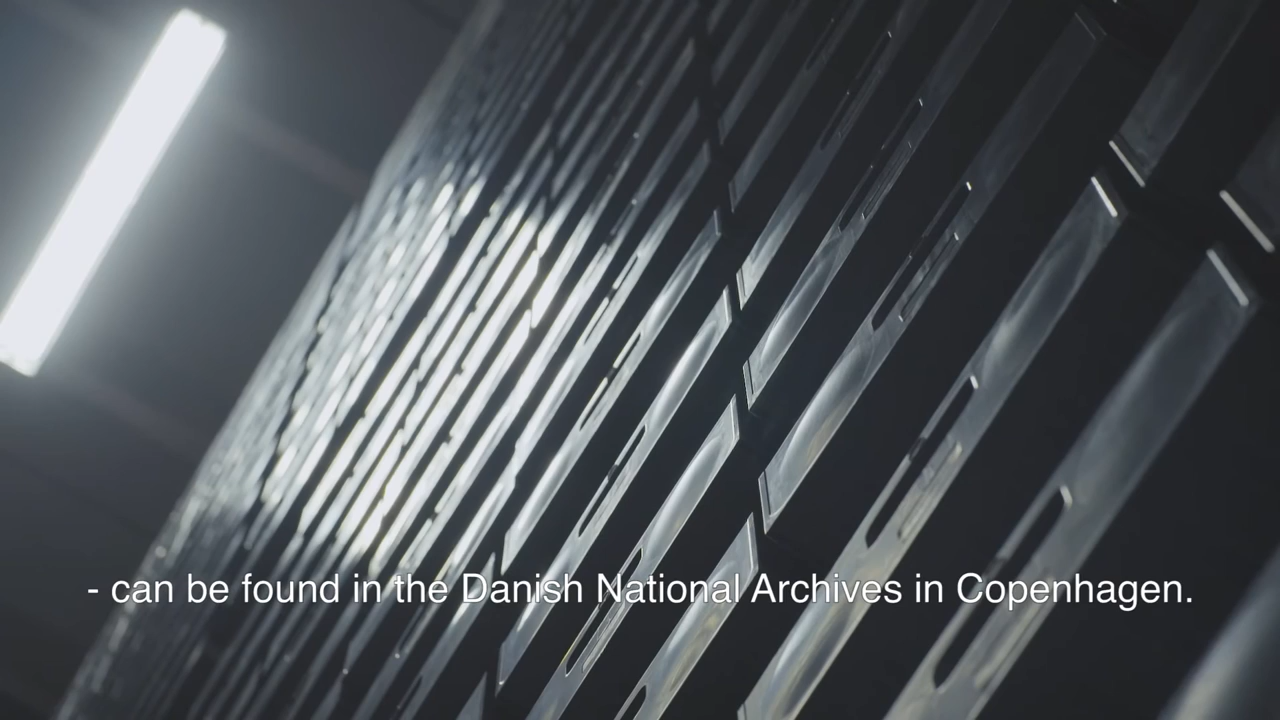 - can be found in the Danish National Archives in Copenhagen.